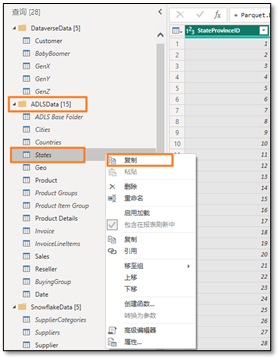 查询 [28]
DataverseData [5]
Customer
BabyBoomer
GenX
GenY
GenZ
ADLSData [15]
ADLS Base Folder
Cities
Countries
States
Geo
Product
Product Groups
Product Item Group
Product Details
Invoice
InvoiceLineItems
Sales
Reseller
BuyingGroup
Date
SnowflakeData [5]
SupplierCategories
Suppliers
Supplier
复制
粘贴
删除
重命名
启用加载
包含在报表刷新中
复制
引用
移至组
上移
下移
创建函数...
转换为参数
高级编辑器
属性...
= Parquet.
1²3 StateProvinceID
1
2
3
4
5
6
7
8
9
10
11
12
13
14
15
16
17
18
19
20
21
22
23
24
25
26
27
28